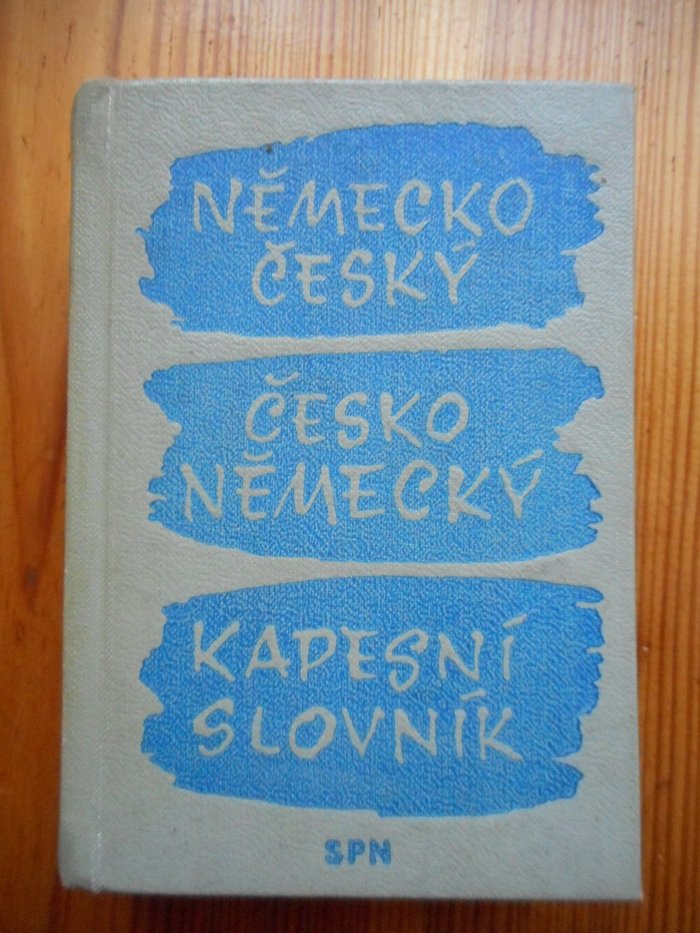 NĚMECKO
ČESKÝ
ČESKO
NĚMECKÝ
KAPESNÍ
SLOVNÍK
SPN